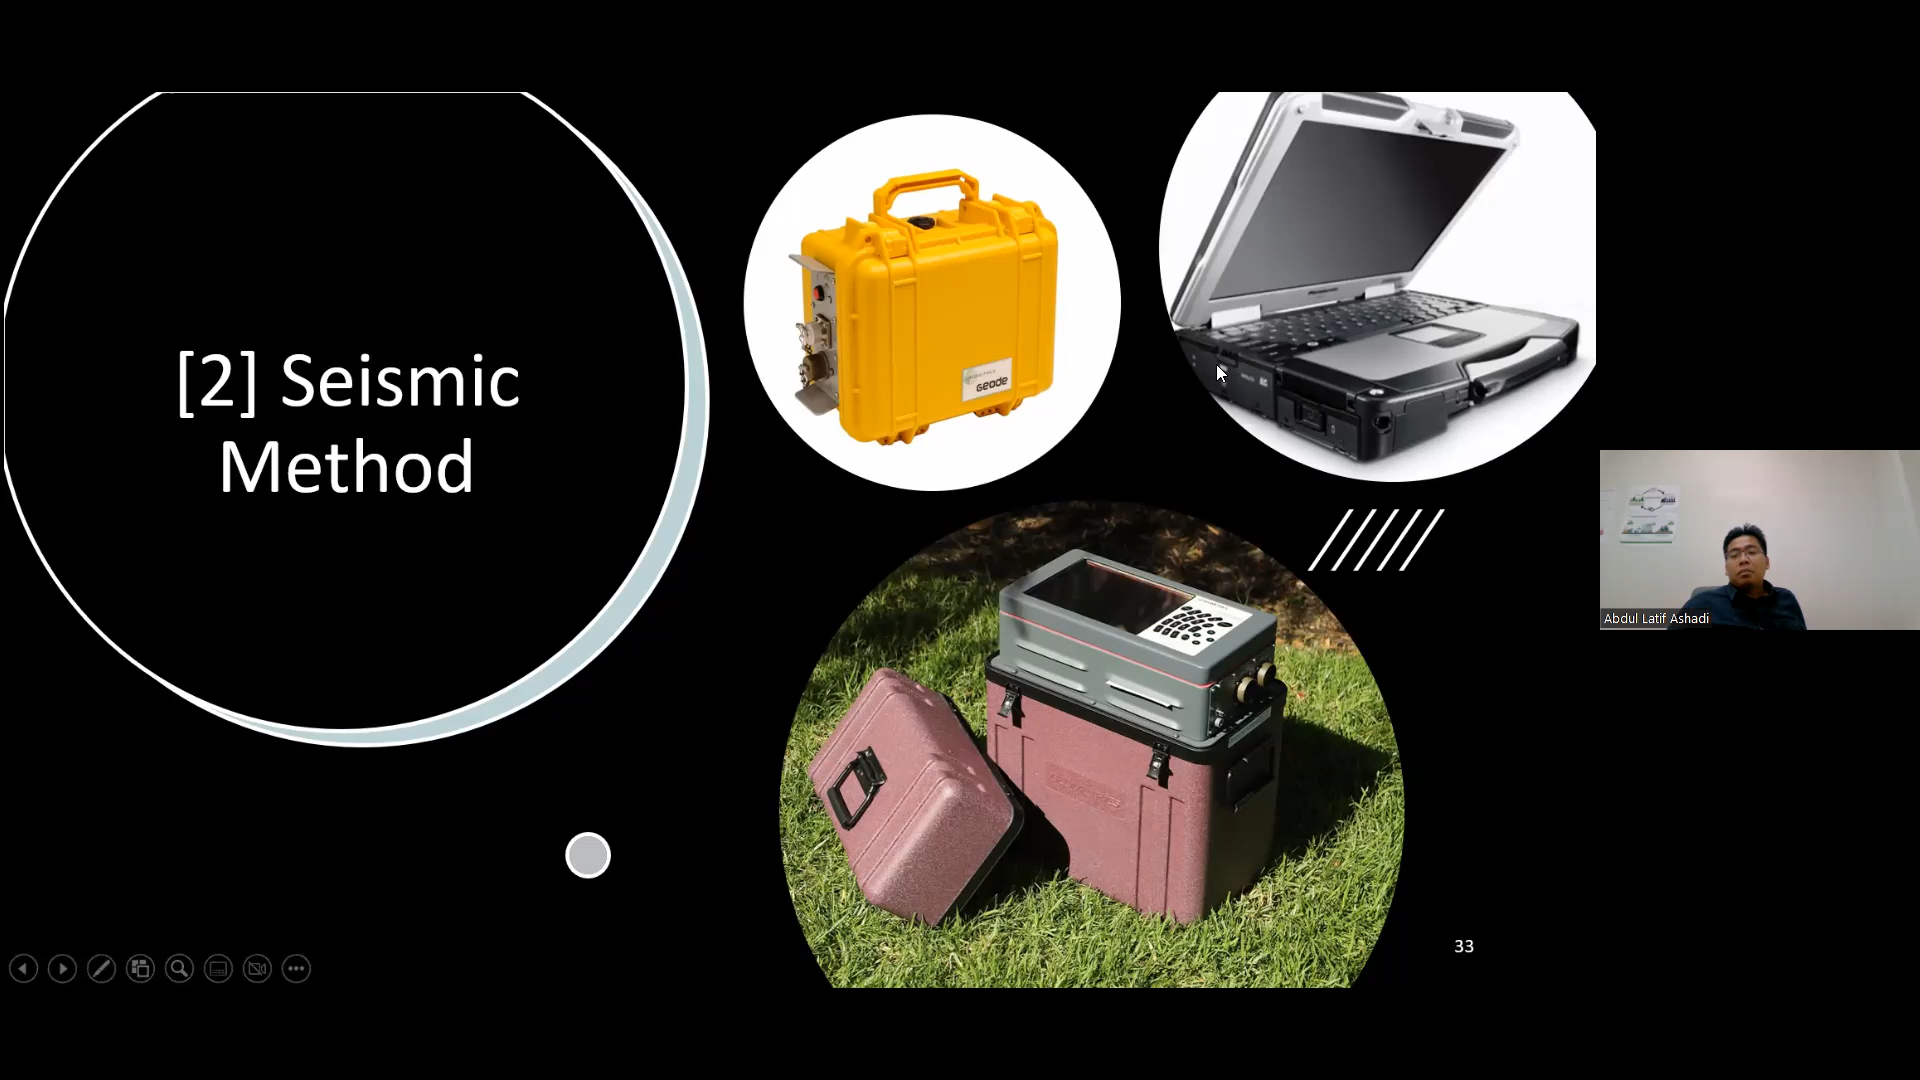 [2] Seismic
Method
GEODE
33
Abdul Latif Ashadi